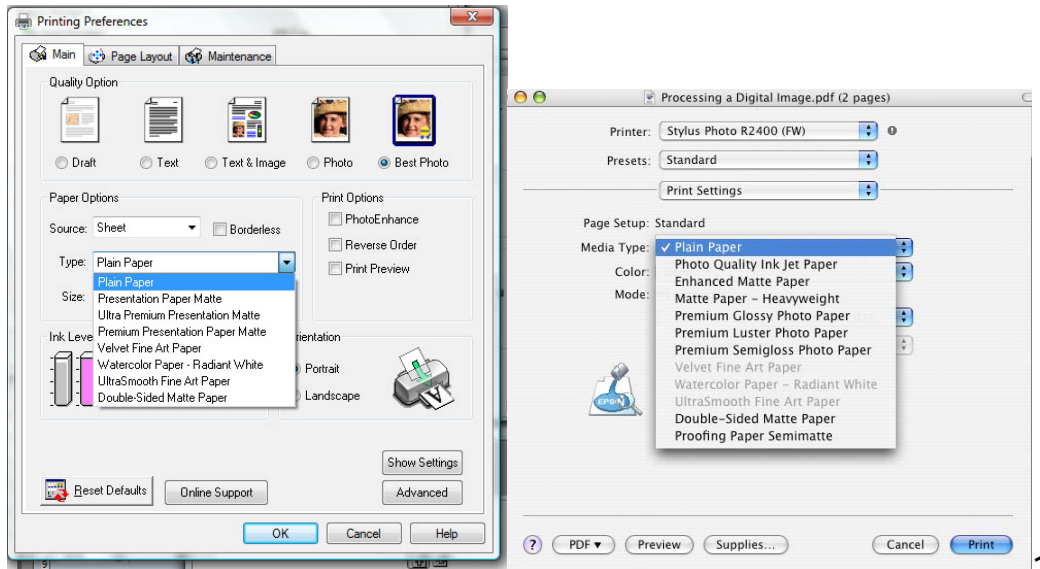 Printing Preferences
Main Page Layout Maintenance
Quality Option
Draft Text Text & Image Photo Best Photo
Paper Options
Source: Sheet Borderless
Type: Plain Paper
Plain Paper
Presentation Paper Matte
Ultra Premium Presentation Matte
Premium Presentation Paper Matte
Velvet Fine Art Paper
Watercolor Paper - Radiant White
UltraSmooth Fine Art Paper
Double-Sided Matte Paper
Size:
Print Options
PhotoEnhance
Reverse Order
Print Preview
Ink Leve
rientation
Portrait
Landscape
Show Settings
Reset Defaults Online Support Advanced
OK Cancel Help
Processing a Digital Image.pdf (2 pages)
Printer: Stylus Photo R2400 (FW)
Presets: Standard
Print Settings
Page Setup: Standard
Media Type: ✓ Plain Paper
Color: Photo Quality Ink Jet Paper
Enhanced Matte Paper
Mode: Matte Paper – Heavyweight
Premium Glossy Photo Paper
Premium Luster Photo Paper
Premium Semigloss Photo Paper
Velvet Fine Art Paper
Watercolor Paper – Radiant White
UltraSmooth Fine Art Paper
Double-Sided Matte Paper
Proofing Paper Semimatte
EPSON
? PDF ▾ Preview Supplies... Cancel Print